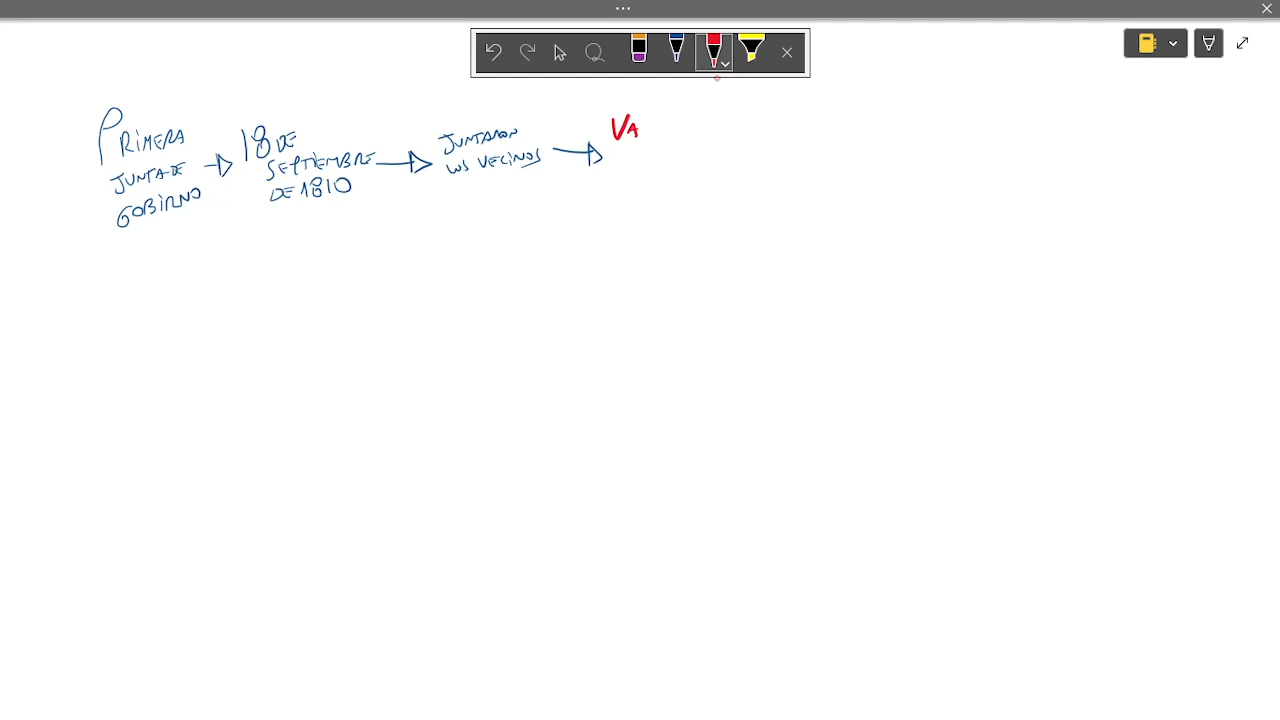 PRIMERA
JUNTA DE
GOBIRNO
18 DE
SEPTIEMBRE
DE 1810
JUNTARON
LOS VECINOS
VA